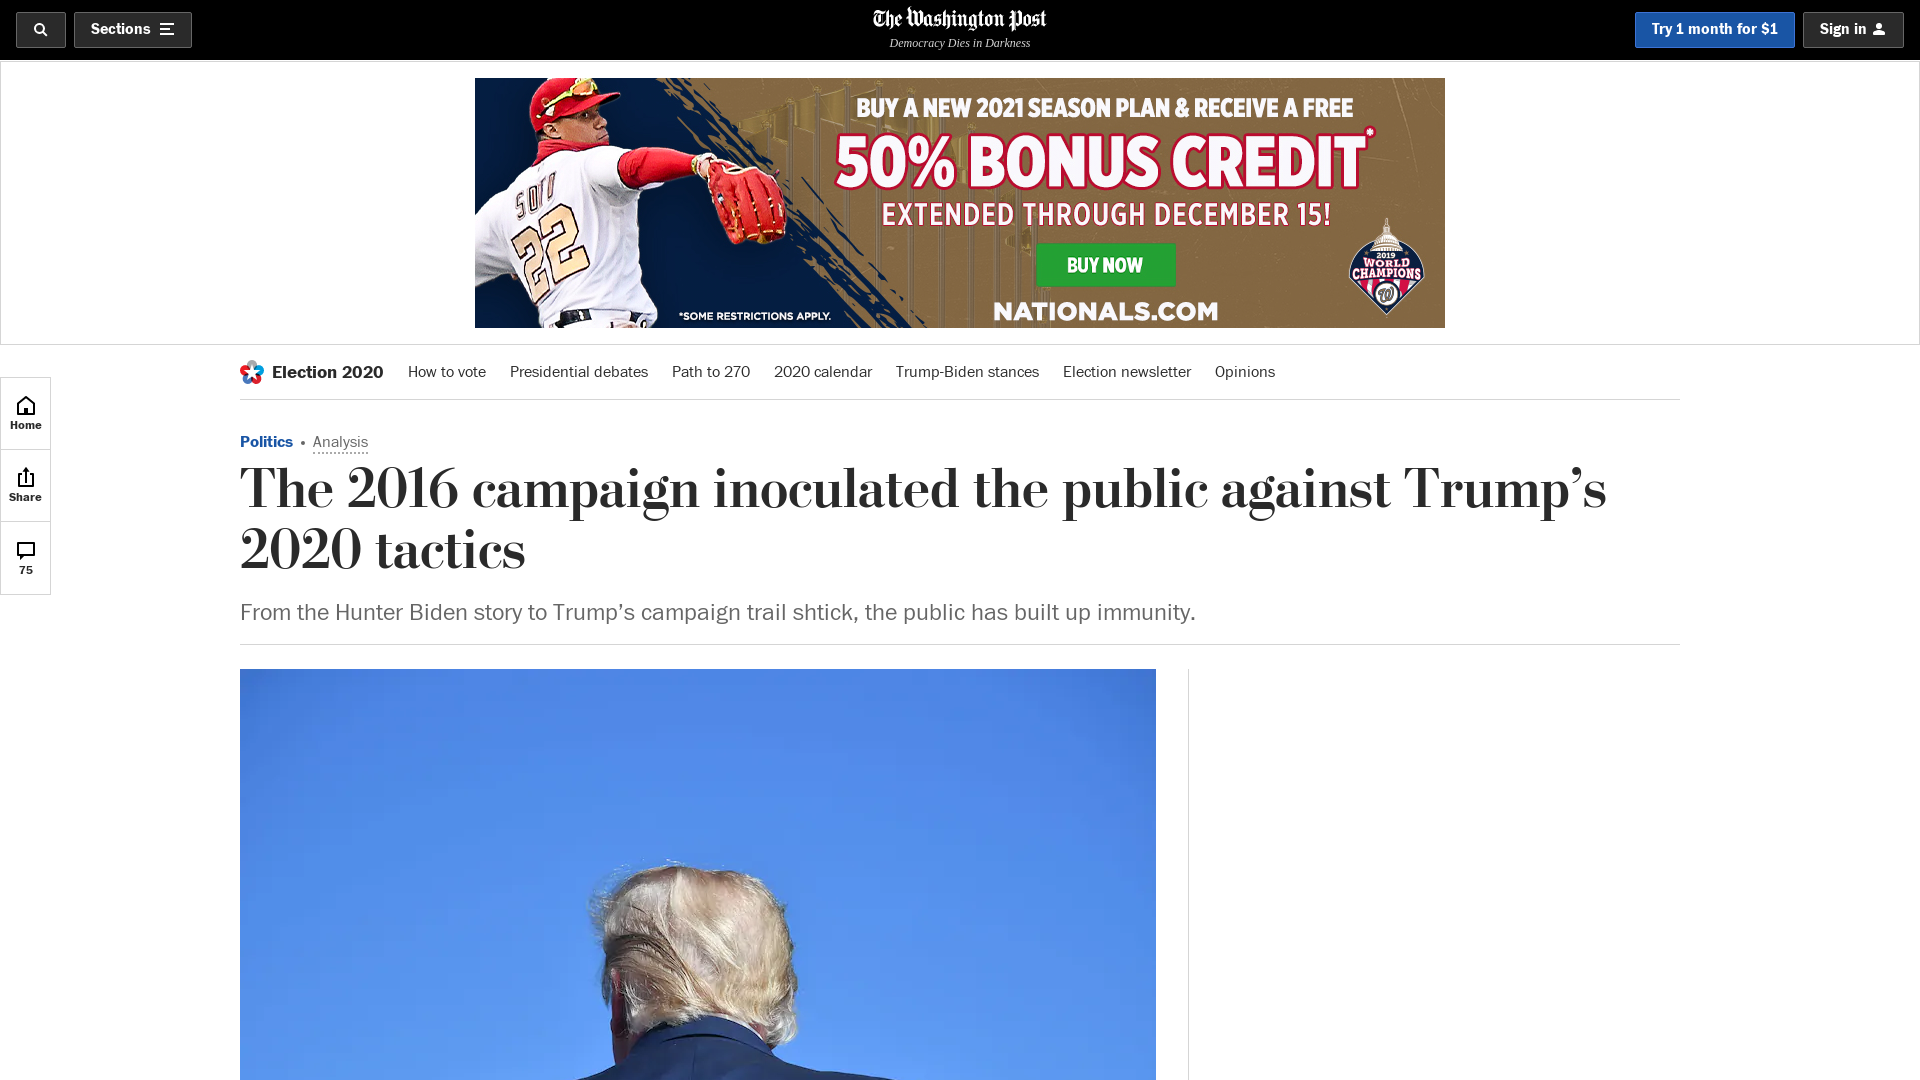 Sections
The Washington Post
Democracy Dies in Darkness
Try 1 month for $1
Sign in
BUY A NEW 2021 SEASON PLAN & RECEIVE A FREE
50% BONUS CREDIT*
EXTENDED THROUGH DECEMBER 15!
BUY NOW
NATIONALS.COM
*SOME RESTRICTIONS APPLY.
SOTO
22
2019
WORLD
CHAMPIONS
W
Election 2020
How to vote
Presidential debates
Path to 270
2020 calendar
Trump-Biden stances
Election newsletter
Opinions
Home
Share
75
Politics • Analysis
The 2016 campaign inoculated the public against Trump’s
2020 tactics
From the Hunter Biden story to Trump’s campaign trail shtick, the public has built up immunity.